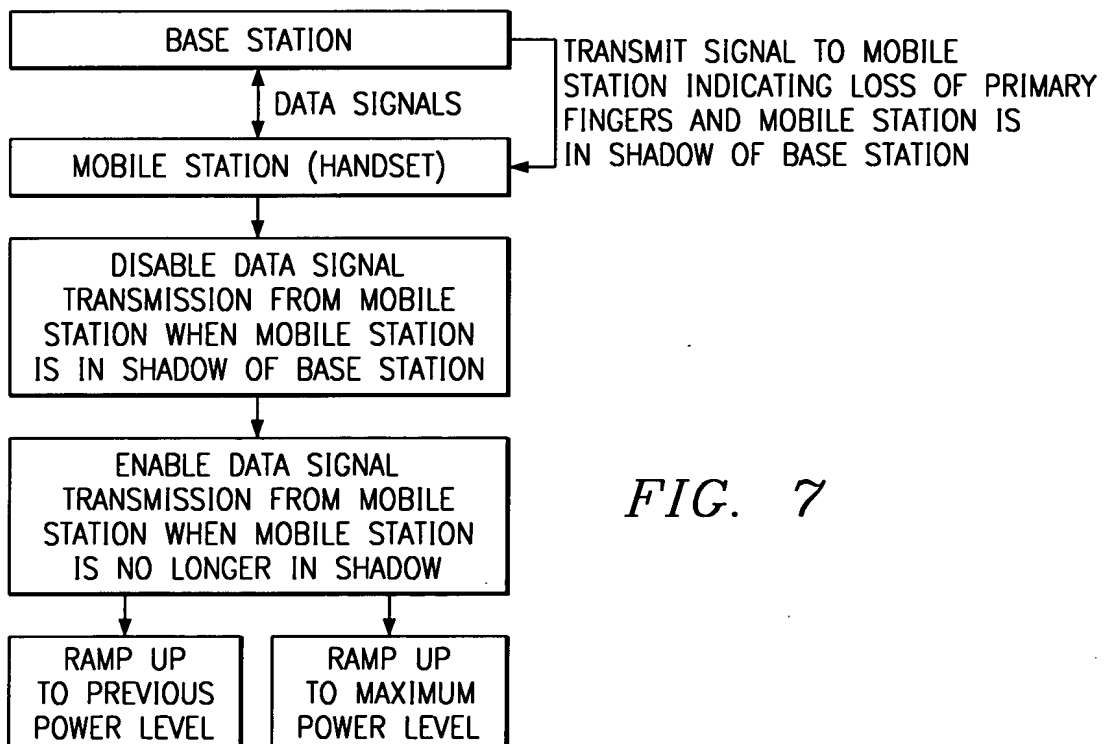 BASE STATION
TRANSMIT SIGNAL TO MOBILE
STATION INDICATING LOSS OF PRIMARY
FINGERS AND MOBILE STATION IS
IN SHADOW OF BASE STATION
DATA SIGNALS
MOBILE STATION (HANDSET)
DISABLE DATA SIGNAL
TRANSMISSION FROM MOBILE
STATION WHEN MOBILE STATION
IS IN SHADOW OF BASE STATION
ENABLE DATA SIGNAL
TRANSMISSION FROM MOBILE
STATION WHEN MOBILE STATION
IS NO LONGER IN SHADOW
FIG. 7
RAMP UP
TO PREVIOUS
POWER LEVEL
RAMP UP
TO MAXIMUM
POWER LEVEL